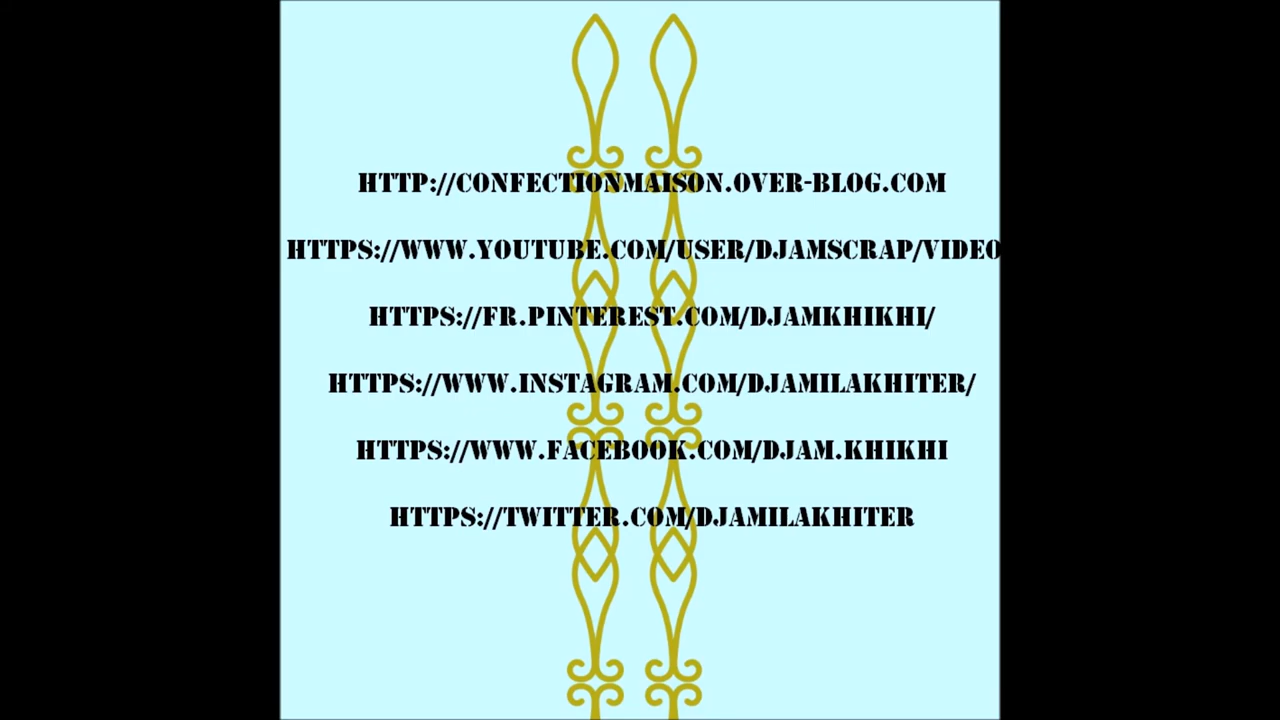 HTTP://CONFECTIONMAISON.OVER-BLOG.COM
HTTPS://WWW.YOUTUBE.COM/USER/DJAMSCRAP/VIDEO
HTTPS://FR.PINTEREST.COM/DJAMKHIKHI/
HTTPS://WWW.INSTAGRAM.COM/DJAMILAKHITER/
HTTPS://WWW.FACEBOOK.COM/DJAM.KHIKHI
HTTPS://TWITTER.COM/DJAMILAKHITER